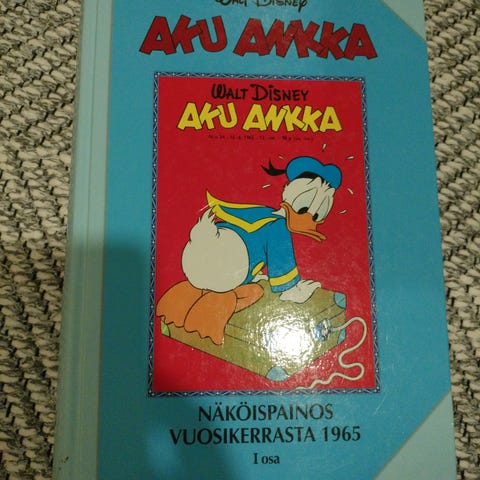 WALT DISNEY
AKU ANKKA
WALT DISNEY
AKU ANKKA
NÄKÖISPAINOS
VUOSIKERRASTA 1965
I osa